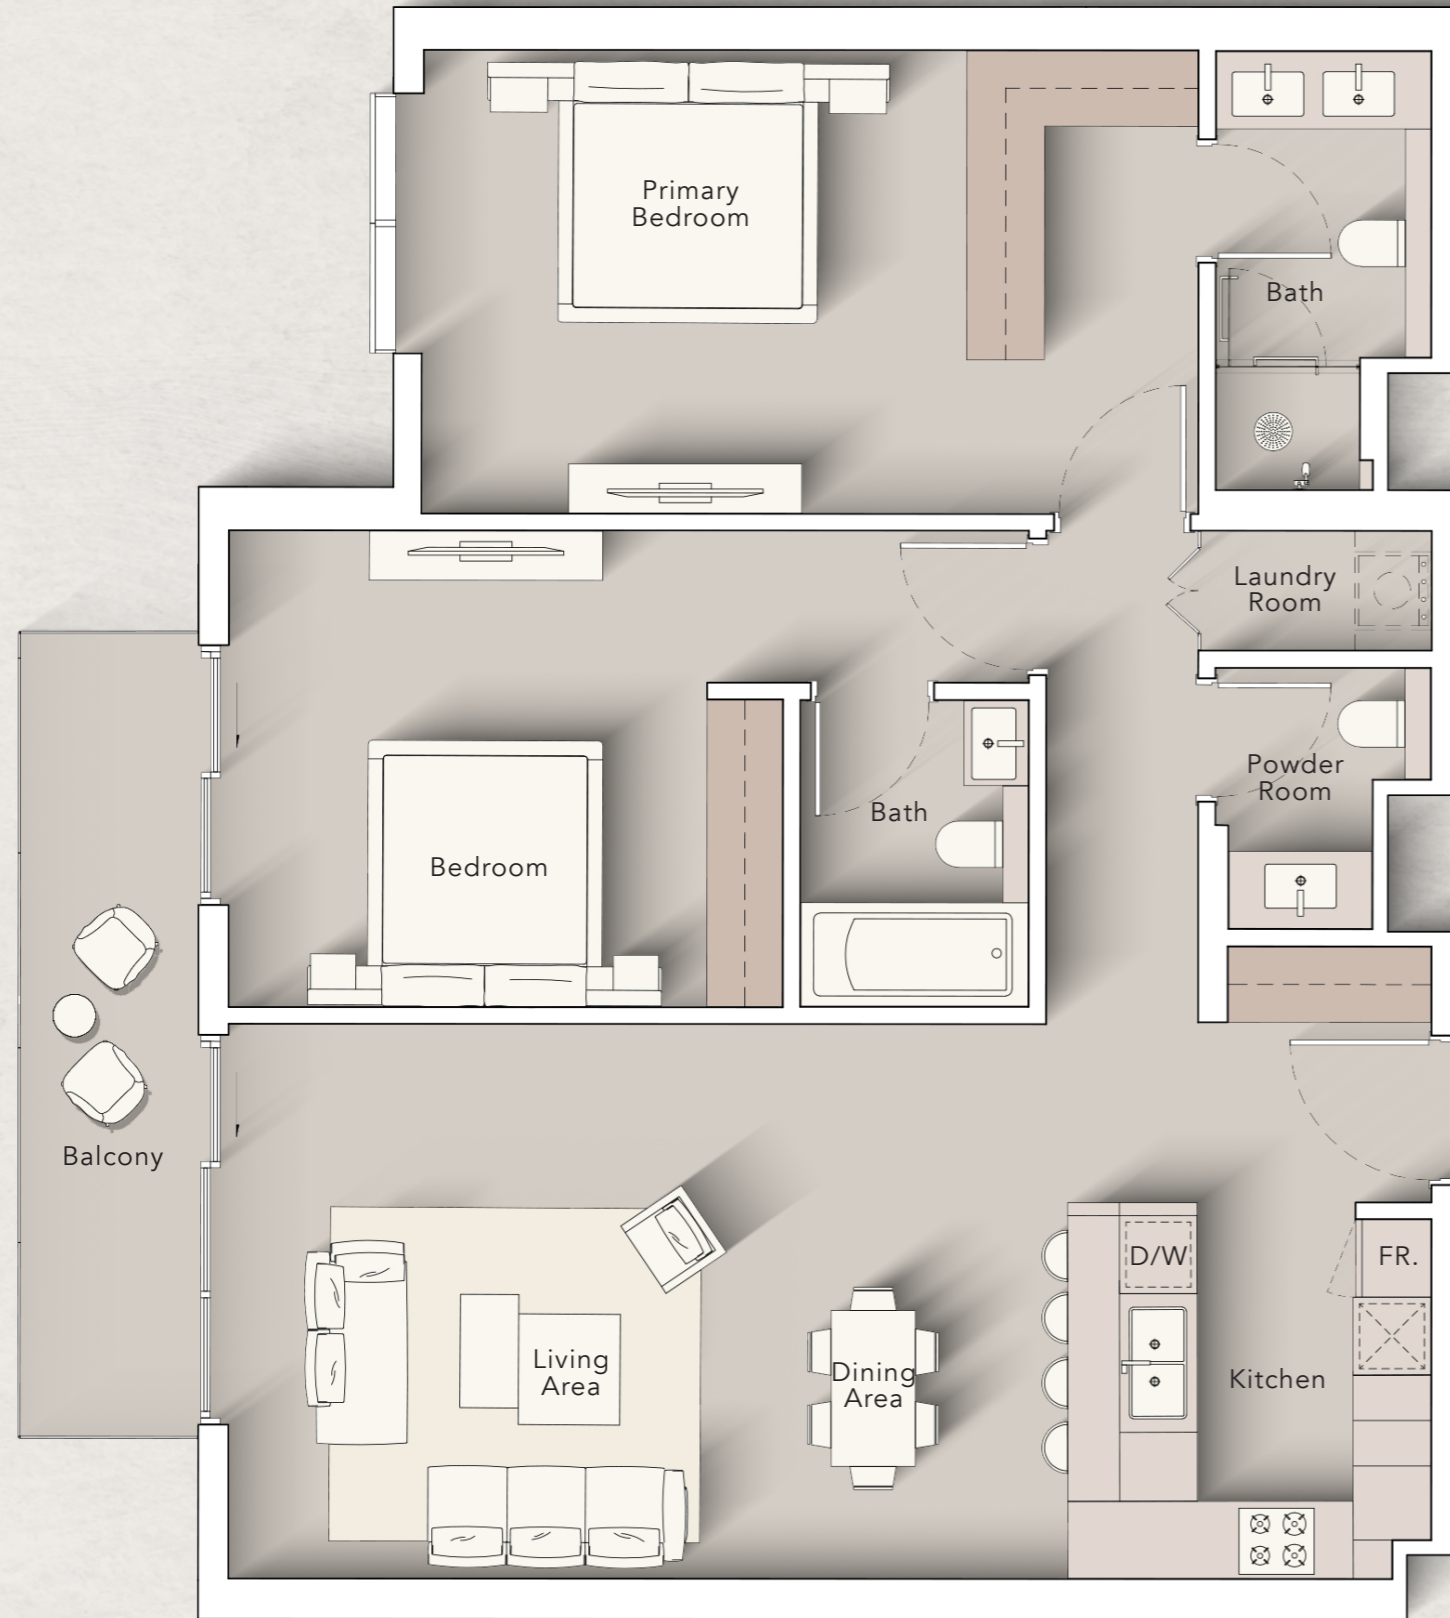 Primary
Bedroom
Bath
Laundry
Room
Powder
Room
Bath
Bedroom
Balcony
D/W
FR.
Living
Area
Dining
Area
Kitchen